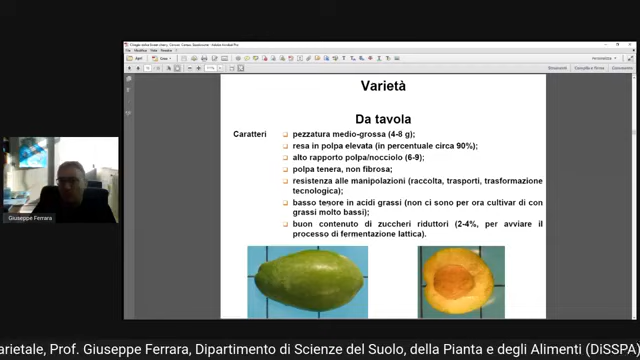 Varietà
Da tavola
Caratteri
pezzatura medio-grossa (4-8 g);
resa in polpa elevata (in percentuale circa 90%);
alto rapporto polpa/nocciolo (6-9);
polpa tenera, non fibrosa;
resistenza alle manipolazioni (raccolta, trasporti, trasformazione
tecnologica);
basso tenore in acidi grassi (non ci sono per ora cultivar di con
grassi molto bassi);
buon contenuto di zuccheri riduttori (2-4%, per avviare il
processo di fermentazione lattica).
Giuseppe Ferrara
arietale, Prof. Giuseppe Ferrara, Dipartimento di Scienze del Suolo, della Pianta e degli Alimenti (DiSSPA)